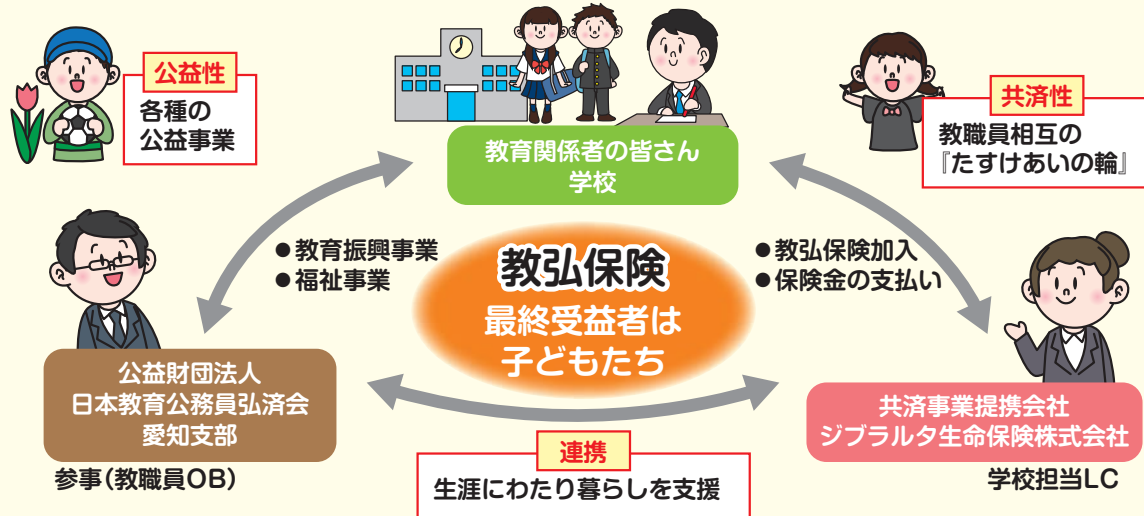 公益性
各種の
公益事業
教育関係者の皆さん
学校
共済性
教職員相互の
『たすけあいの輪』
●教育振興事業
●福祉事業
教弘保険
最終受益者は
子どもたち
●教弘保険加入
●保険金の支払い
公益財団法人
日本教育公務員弘済会
愛知支部
参事(教職員OB)
連携
生涯にわたり暮らしを支援
共済事業提携会社
ジブラルタ生命保険株式会社
学校担当LC